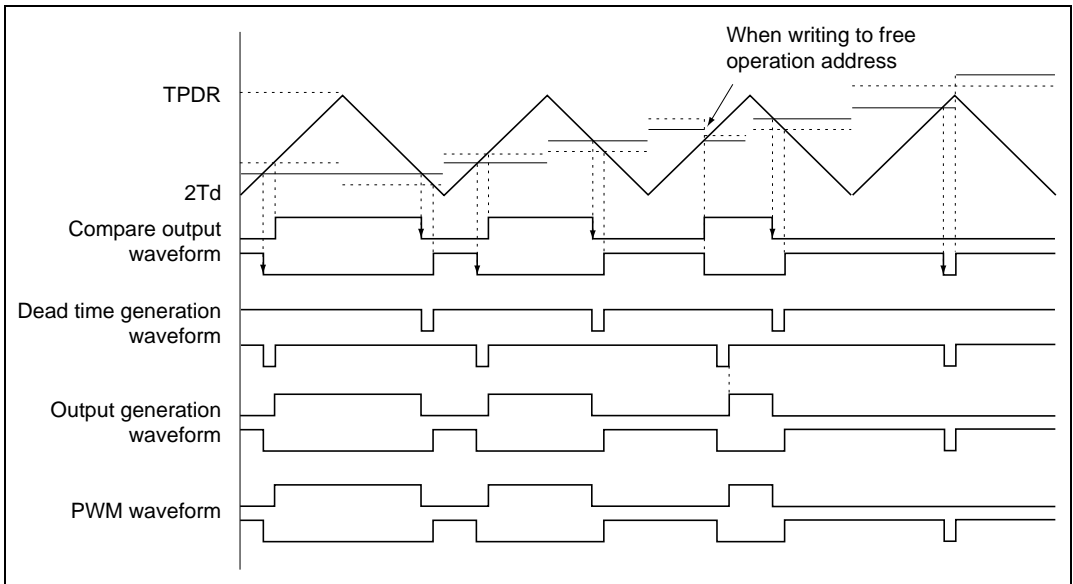 When writing to free
operation address
TPDR
2Td
Compare output
waveform
Dead time generation
waveform
Output generation
waveform
PWM waveform